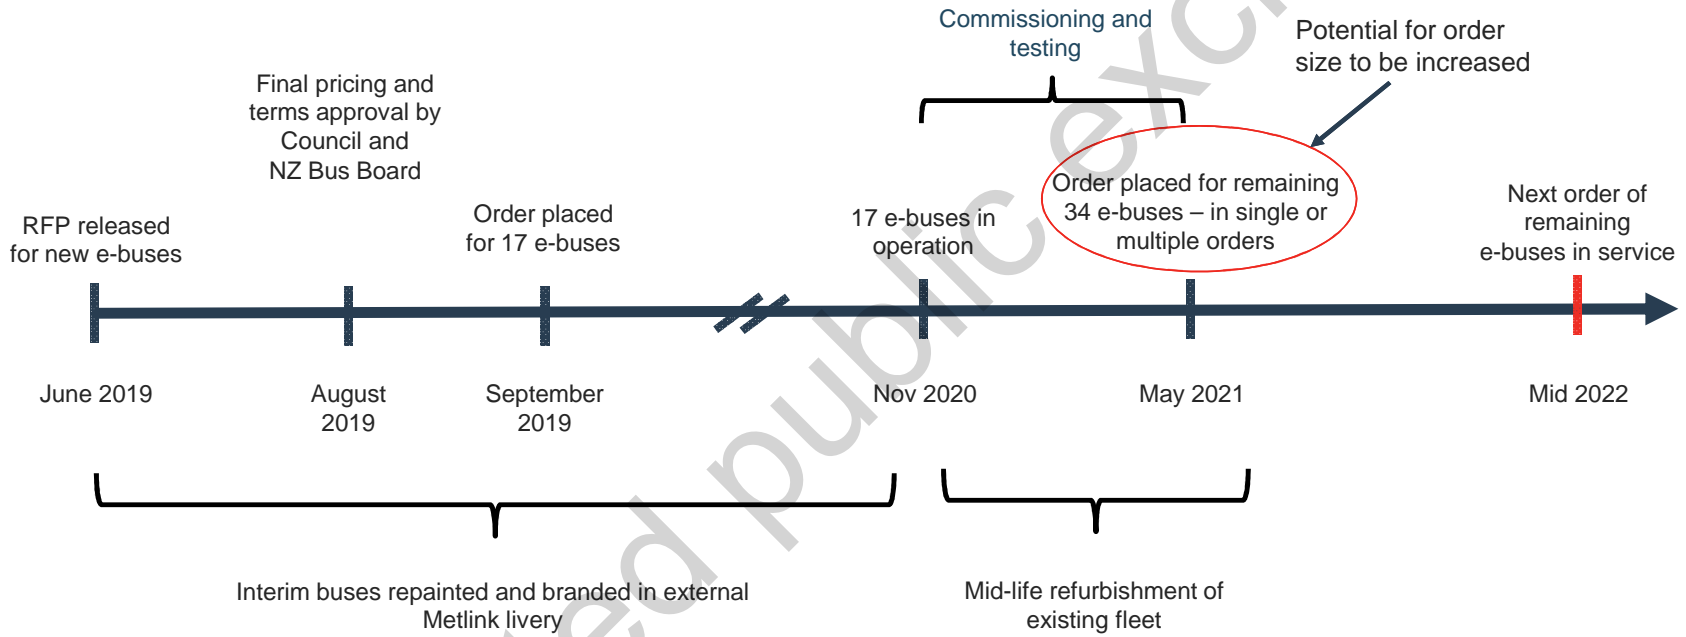 Commissioning and
testing
Potential for order
size to be increased
Final pricing and
terms approval by
Council and
NZ Bus Board
RFP released
for new e-buses
Order placed
for 17 e-buses
17 e-buses in
operation
Order placed for remaining
34 e-buses – in single or
multiple orders
Next order of
remaining
e-buses in service
June 2019
August
2019
September
2019
Nov 2020
May 2021
Mid 2022
Interim buses repainted and branded in external
Metlink livery
Mid-life refurbishment of
existing fleet
public